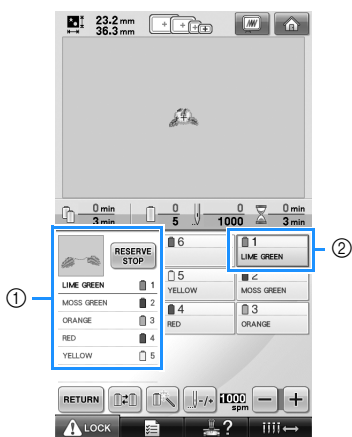 23.2 mm
36.3 mm
0 min
3 min
0
5
0
1000
0 min
3 min
RESERVE
STOP
LIME GREEN 1
MOSS GREEN 2
ORANGE 3
RED 4
YELLOW 5
6
1
LIME GREEN
5
YELLOW
2
MOSS GREEN
4
RED
3
ORANGE
①
②
RETURN
-/+
1000
spm
−
+
LOCK
?